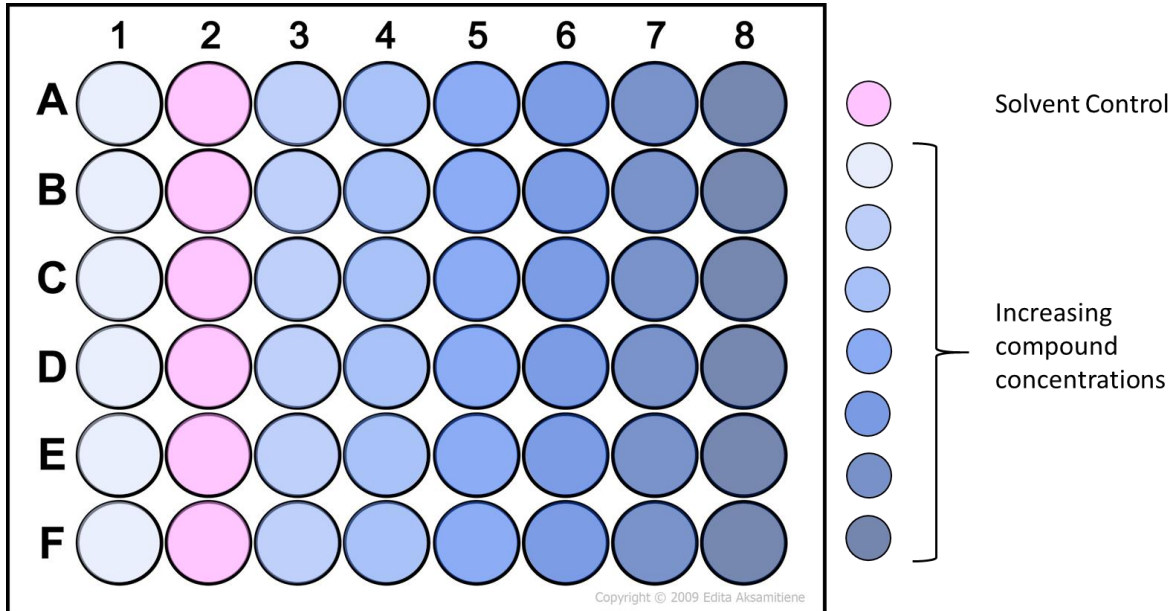 1 2 3 4 5 6 7 8
A
B
C
D
E
F
Solvent Control
Increasing
compound
concentrations
Copyright © 2009 Edita Aksamitiene